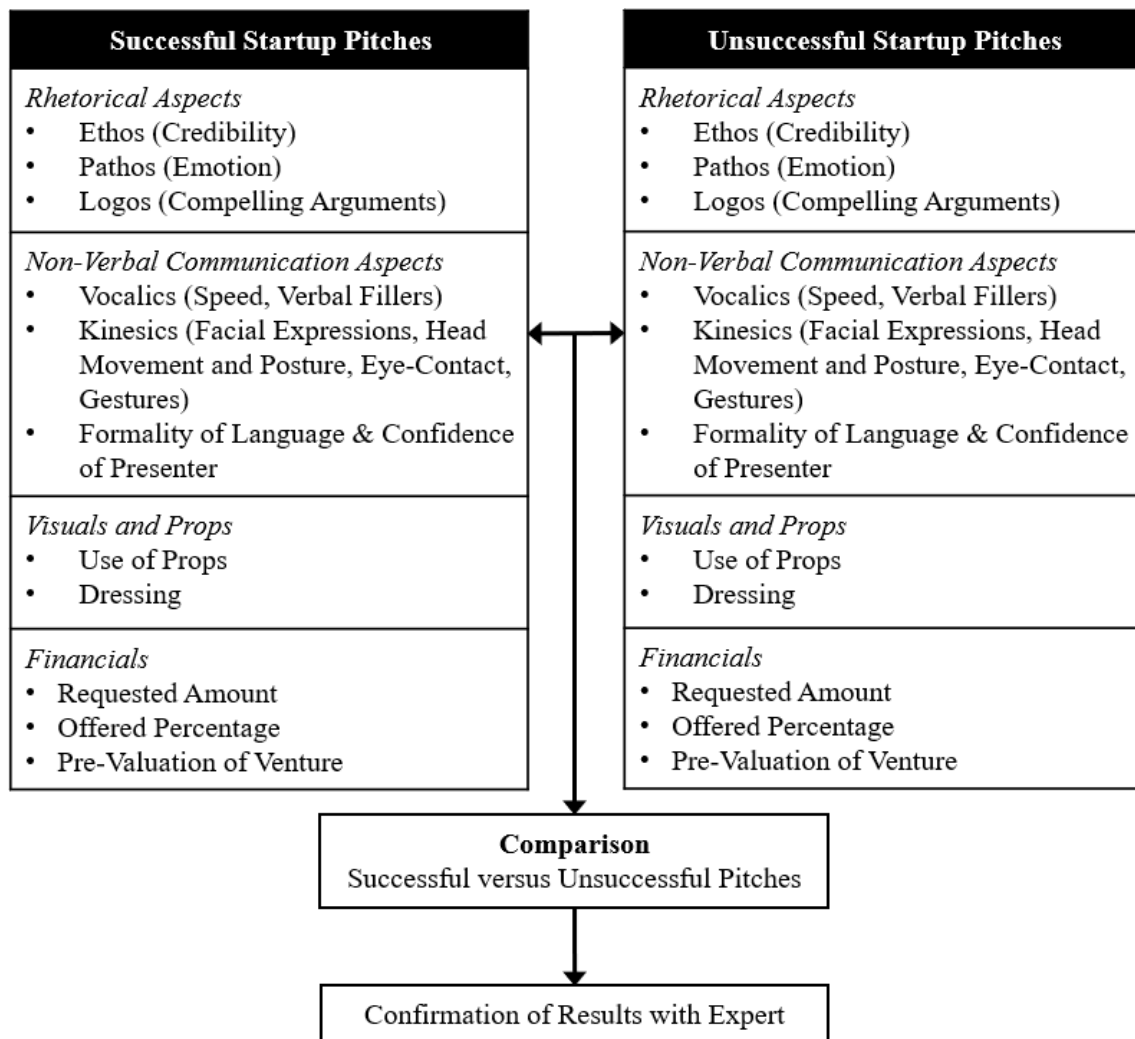 Successful Startup Pitches
Rhetorical Aspects
• Ethos (Credibility)
• Pathos (Emotion)
• Logos (Compelling Arguments)
Non-Verbal Communication Aspects
• Vocalics (Speed, Verbal Fillers)
• Kinesics (Facial Expressions, Head
Movement and Posture, Eye-Contact,
Gestures)
• Formality of Language & Confidence
of Presenter
Visuals and Props
• Use of Props
• Dressing
Financials
• Requested Amount
• Offered Percentage
• Pre-Valuation of Venture
Unsuccessful Startup Pitches
Rhetorical Aspects
• Ethos (Credibility)
• Pathos (Emotion)
• Logos (Compelling Arguments)
Non-Verbal Communication Aspects
• Vocalics (Speed, Verbal Fillers)
• Kinesics (Facial Expressions, Head
Movement and Posture, Eye-Contact,
Gestures)
• Formality of Language & Confidence
of Presenter
Visuals and Props
• Use of Props
• Dressing
Financials
• Requested Amount
• Offered Percentage
• Pre-Valuation of Venture
Comparison
Successful versus Unsuccessful Pitches
Confirmation of Results with Expert